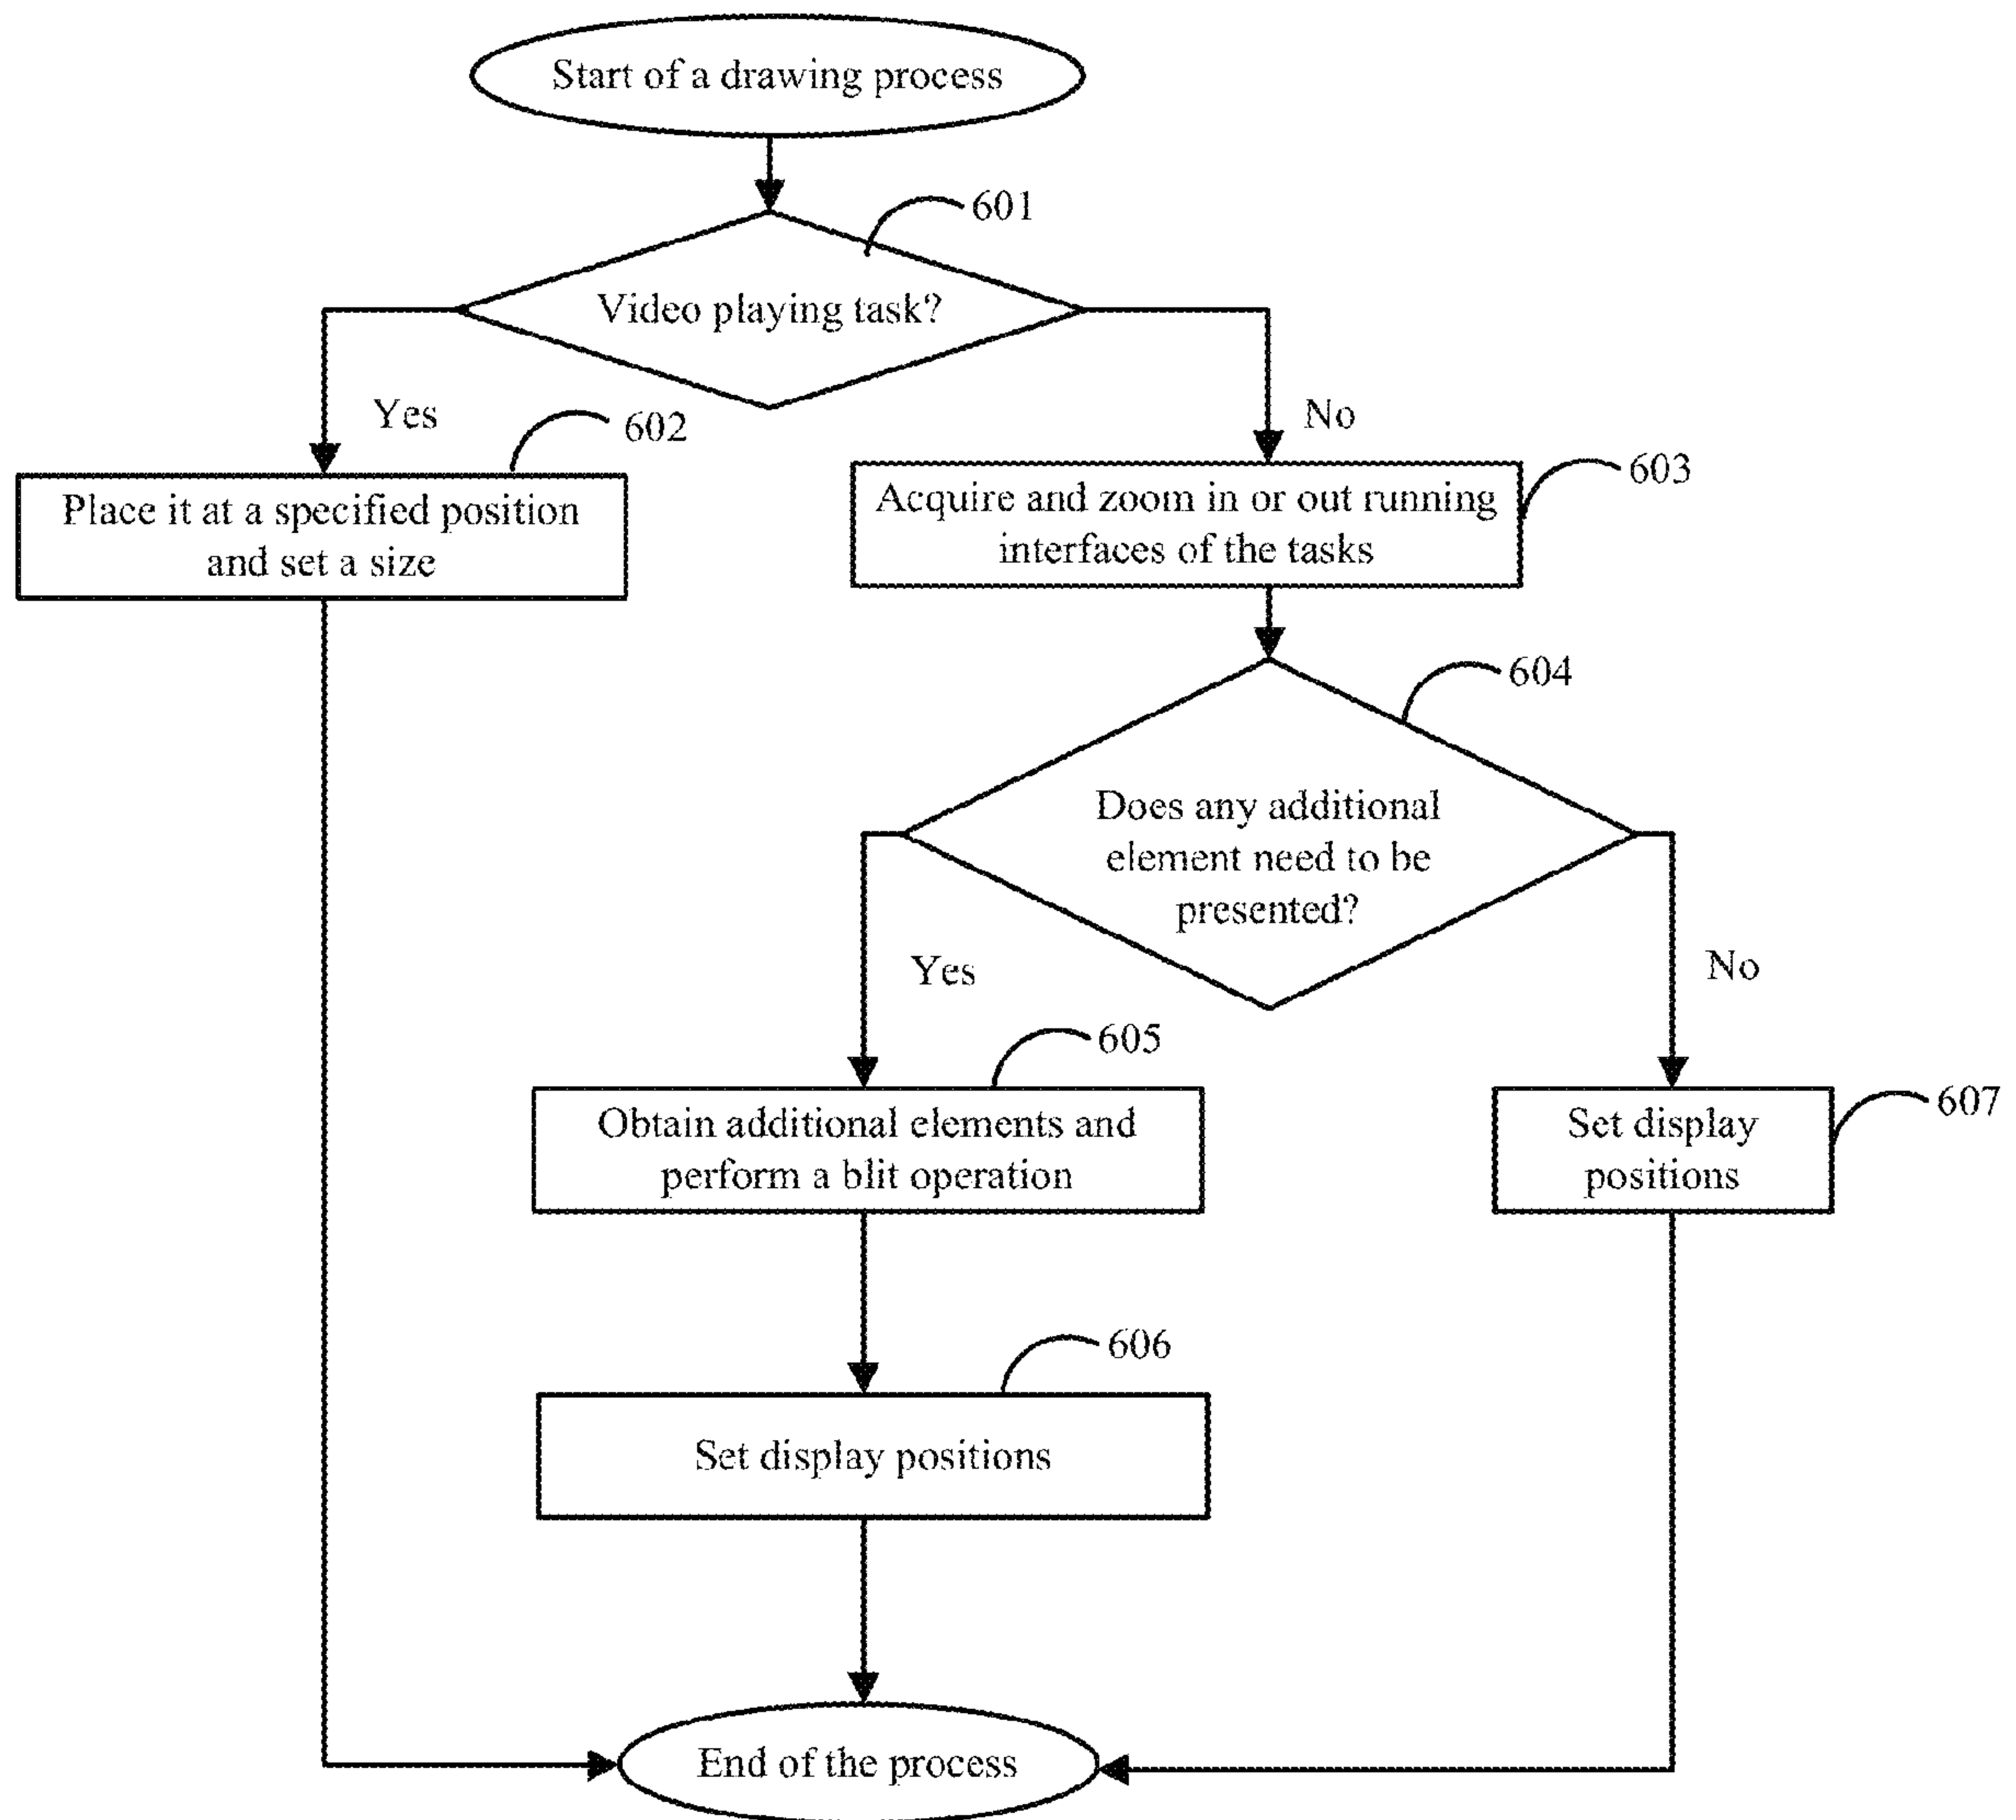 Start of a drawing process
601
Video playing task?
Yes
No
602
603
Place it at a specified position
and set a size
Acquire and zoom in or out running
interfaces of the tasks
604
Does any additional
element need to be
presented?
Yes
No
605
607
Obtain additional elements and
perform a blit operation
Set display
positions
606
Set display positions
End of the process